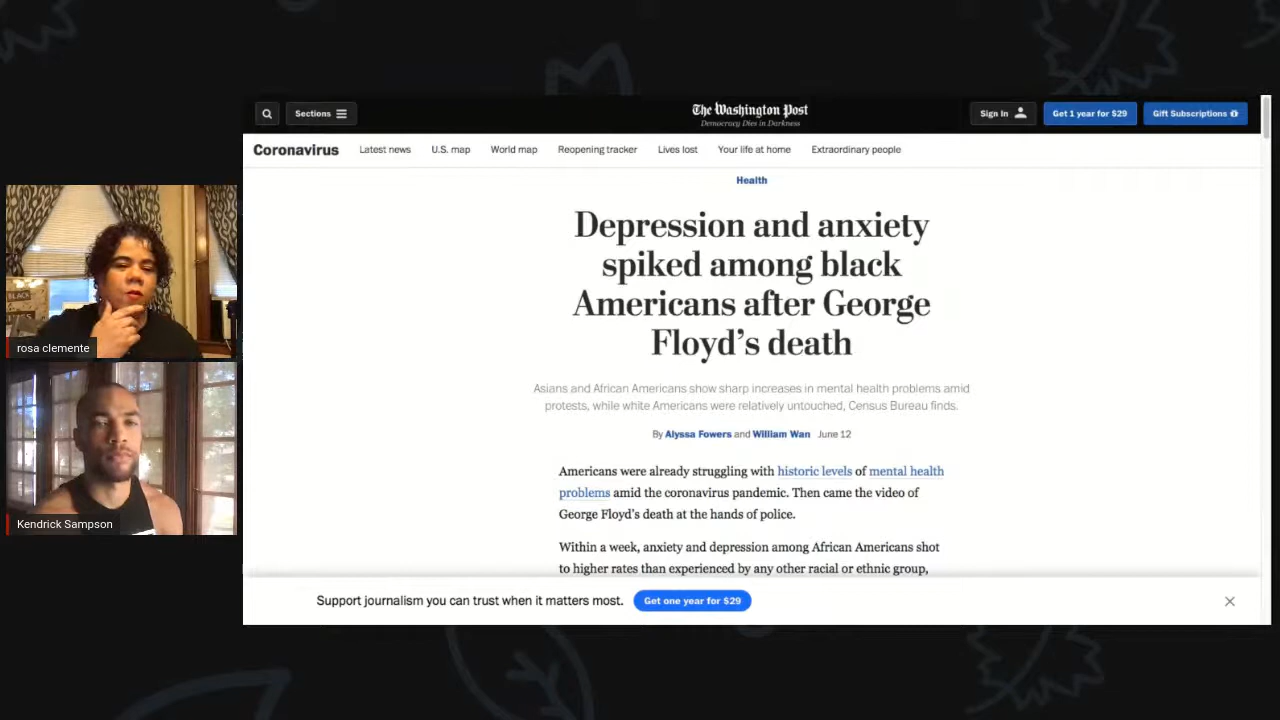 Sections
The Washington Post
Democracy Dies in Darkness
Sign In
Get 1 year for $29
Gift Subscriptions
Coronavirus
Latest news
U.S. map
World map
Reopening tracker
Lives lost
Your life at home
Extraordinary people
Health
Depression and anxiety
spiked among black
Americans after George
Floyd’s death
Asians and African Americans show sharp increases in mental health problems amid
protests, while white Americans were relatively untouched, Census Bureau finds.
By Alyssa Fowers and William Wan June 12
Americans were already struggling with historic levels of mental health
problems amid the coronavirus pandemic. Then came the video of
George Floyd's death at the hands of police.
Within a week, anxiety and depression among African Americans shot
to higher rates than experienced by any other racial or ethnic group,
Support journalism you can trust when it matters most.
Get one year for $29
BLACK
rosa clemente
Kendrick Sampson